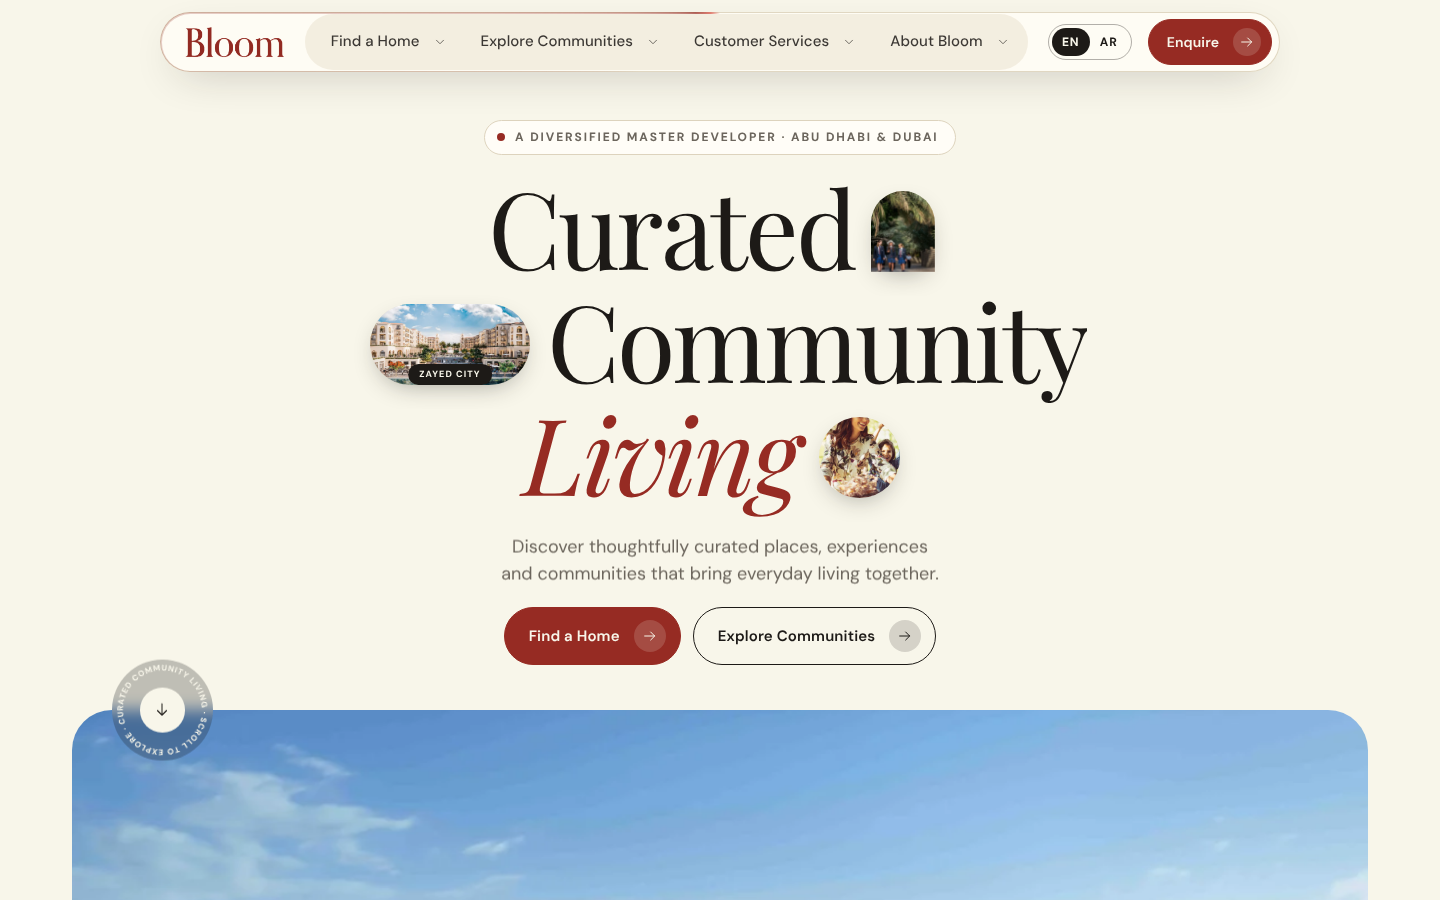 Bloom
Find a Home
Explore Communities
Customer Services
About Bloom
EN
AR
Enquire
A DIVERSIFIED MASTER DEVELOPER · ABU DHABI & DUBAI
Curated
ZAYED CITY
Community
Living
Discover thoughtfully curated places, experiences
and communities that bring everyday living together.
Find a Home
Explore Communities
CURATED COMMUNITY LIVING · SCROLL TO EXPLORE ·